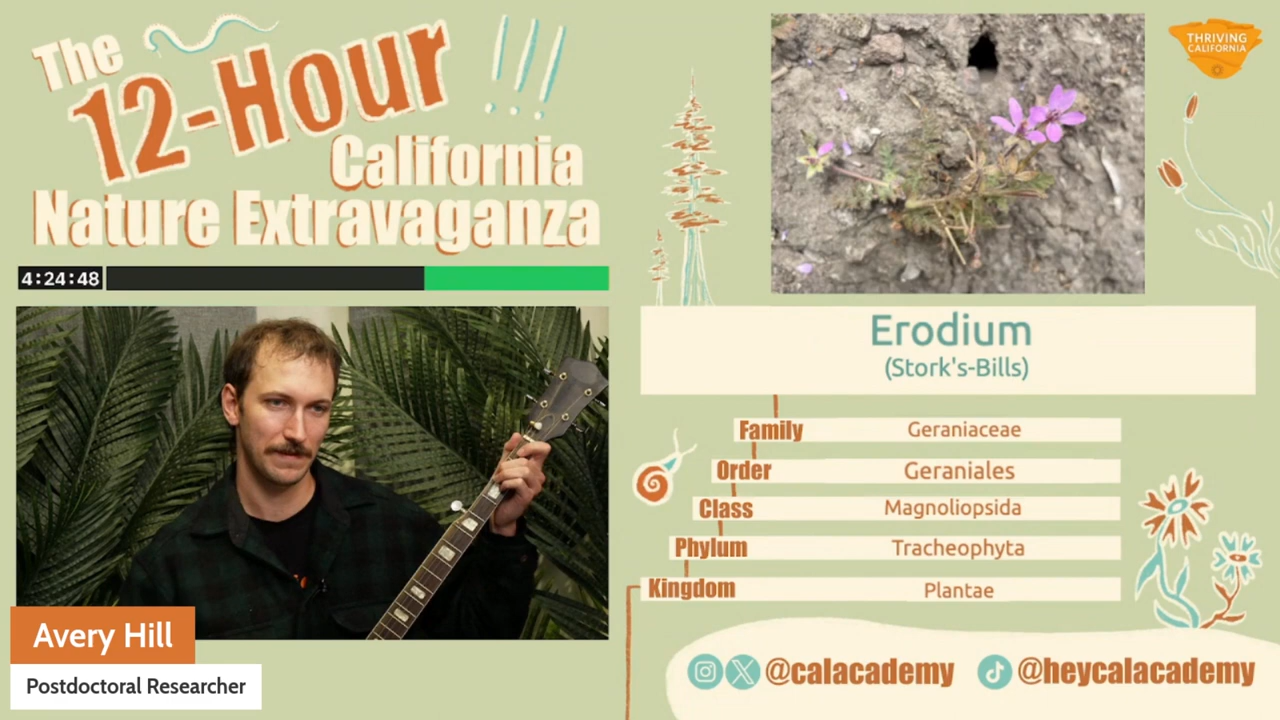 The
12-Hour !!!
California
Nature Extravaganza
4:24:48
Avery Hill
Postdoctoral Researcher
THRIVING
CALIFORNIA
Erodium
(Stork's-Bills)
Family Geraniaceae
Order Geraniales
Class Magnoliopsida
Phylum Tracheophyta
Kingdom Plantae
@calacademy @heycalacademy